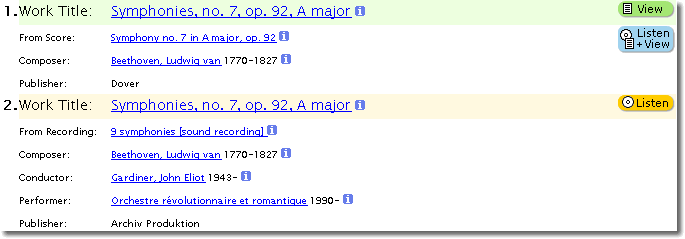 1. Work Title: Symphonies, no. 7, op. 92, A major i View
From Score: Symphony no. 7 in A major, op. 92 i Listen
+View
Composer: Beethoven, Ludwig van 1770-1827 i
Publisher: Dover
2. Work Title: Symphonies, no. 7, op. 92, A major i Listen
From Recording: 9 symphonies [sound recording] i
Composer: Beethoven, Ludwig van 1770-1827 i
Conductor: Gardiner, John Eliot 1943- i
Performer: Orchestre révolutionnaire et romantique 1990- i
Publisher: Archiv Produktion